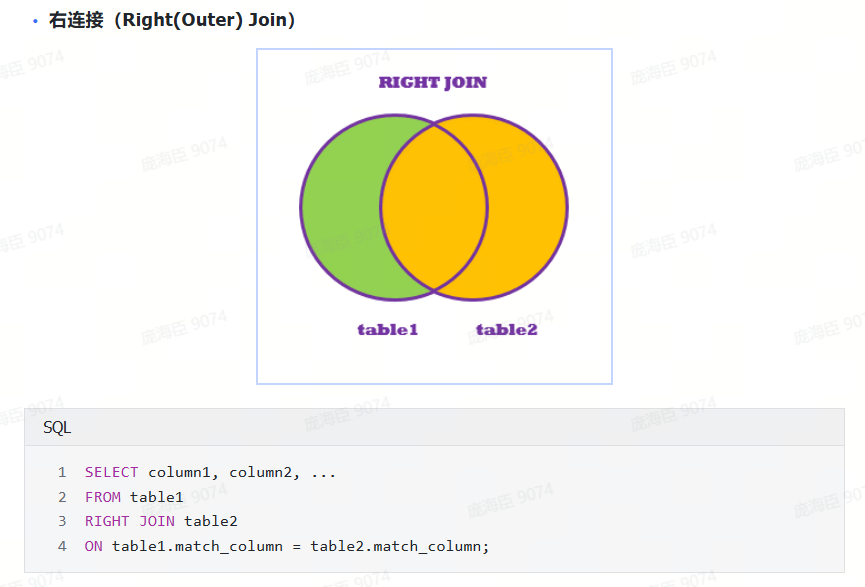 • 右连接（Right(Outer) Join）
RIGHT JOIN
table1 table2
SQL
1 SELECT column1, column2, ...
2 FROM table1
3 RIGHT JOIN table2
4 ON table1.match_column = table2.match_column;
庞海臣 9074